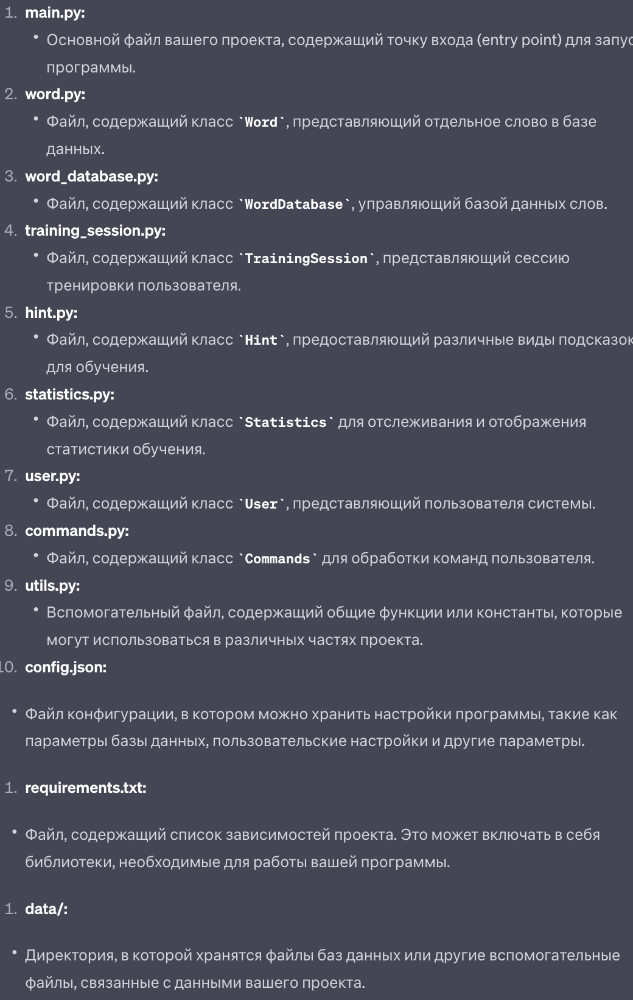 1. main.py:
• Основной файл вашего проекта, содержащий точку входа (entry point) для запус
программы.
2. word.py:
• Файл, содержащий класс `Word`, представляющий отдельное слово в базе
данных.
3. word_database.py:
• Файл, содержащий класс `WordDatabase`, управляющий базой данных слов.
4. training_session.py:
• Файл, содержащий класс `TrainingSession`, представляющий сессию
тренировки пользователя.
5. hint.py:
• Файл, содержащий класс `Hint`, предоставляющий различные виды подсказок
для обучения.
6. statistics.py:
• Файл, содержащий класс `Statistics` для отслеживания и отображения
статистики обучения.
7. user.py:
• Файл, содержащий класс `User`, представляющий пользователя системы.
8. commands.py:
• Файл, содержащий класс `Commands` для обработки команд пользователя.
9. utils.py:
• Вспомогательный файл, содержащий общие функции или константы, которые
могут использоваться в различных частях проекта.
10. config.json:
• Файл конфигурации, в котором можно хранить настройки программы, такие как
параметры базы данных, пользовательские настройки и другие параметры.
1. requirements.txt:
• Файл, содержащий список зависимостей проекта. Это может включать в себя
библиотеки, необходимые для работы вашей программы.
1. data/:
• Директория, в которой хранятся файлы баз данных или другие вспомогательные
файлы, связанные с данными вашего проекта.